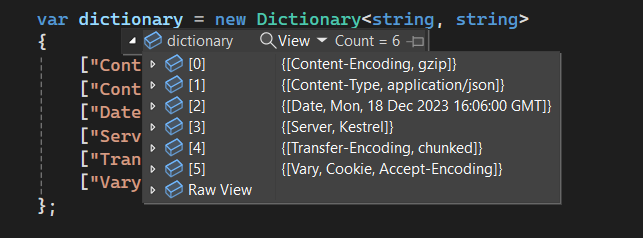 var dictionary = new Dictionary<string, string>
{
dictionary View Count = 6
["Cont [0] {[Content-Encoding, gzip]}
["Cont [1] {[Content-Type, application/json]}
["Date [2] {[Date, Mon, 18 Dec 2023 16:06:00 GMT]}
["Serv [3] {[Server, Kestrel]}
["Tran [4] {[Transfer-Encoding, chunked]}
["Vary [5] {[Vary, Cookie, Accept-Encoding]}
}; Raw View